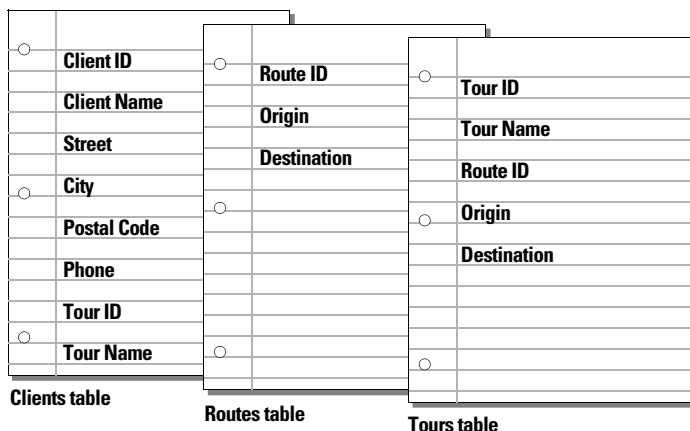 Client ID
Client Name
Street
City
Postal Code
Phone
Tour ID
Tour Name
Clients table
Route ID
Origin
Destination
Routes table
Tour ID
Tour Name
Route ID
Origin
Destination
Tours table